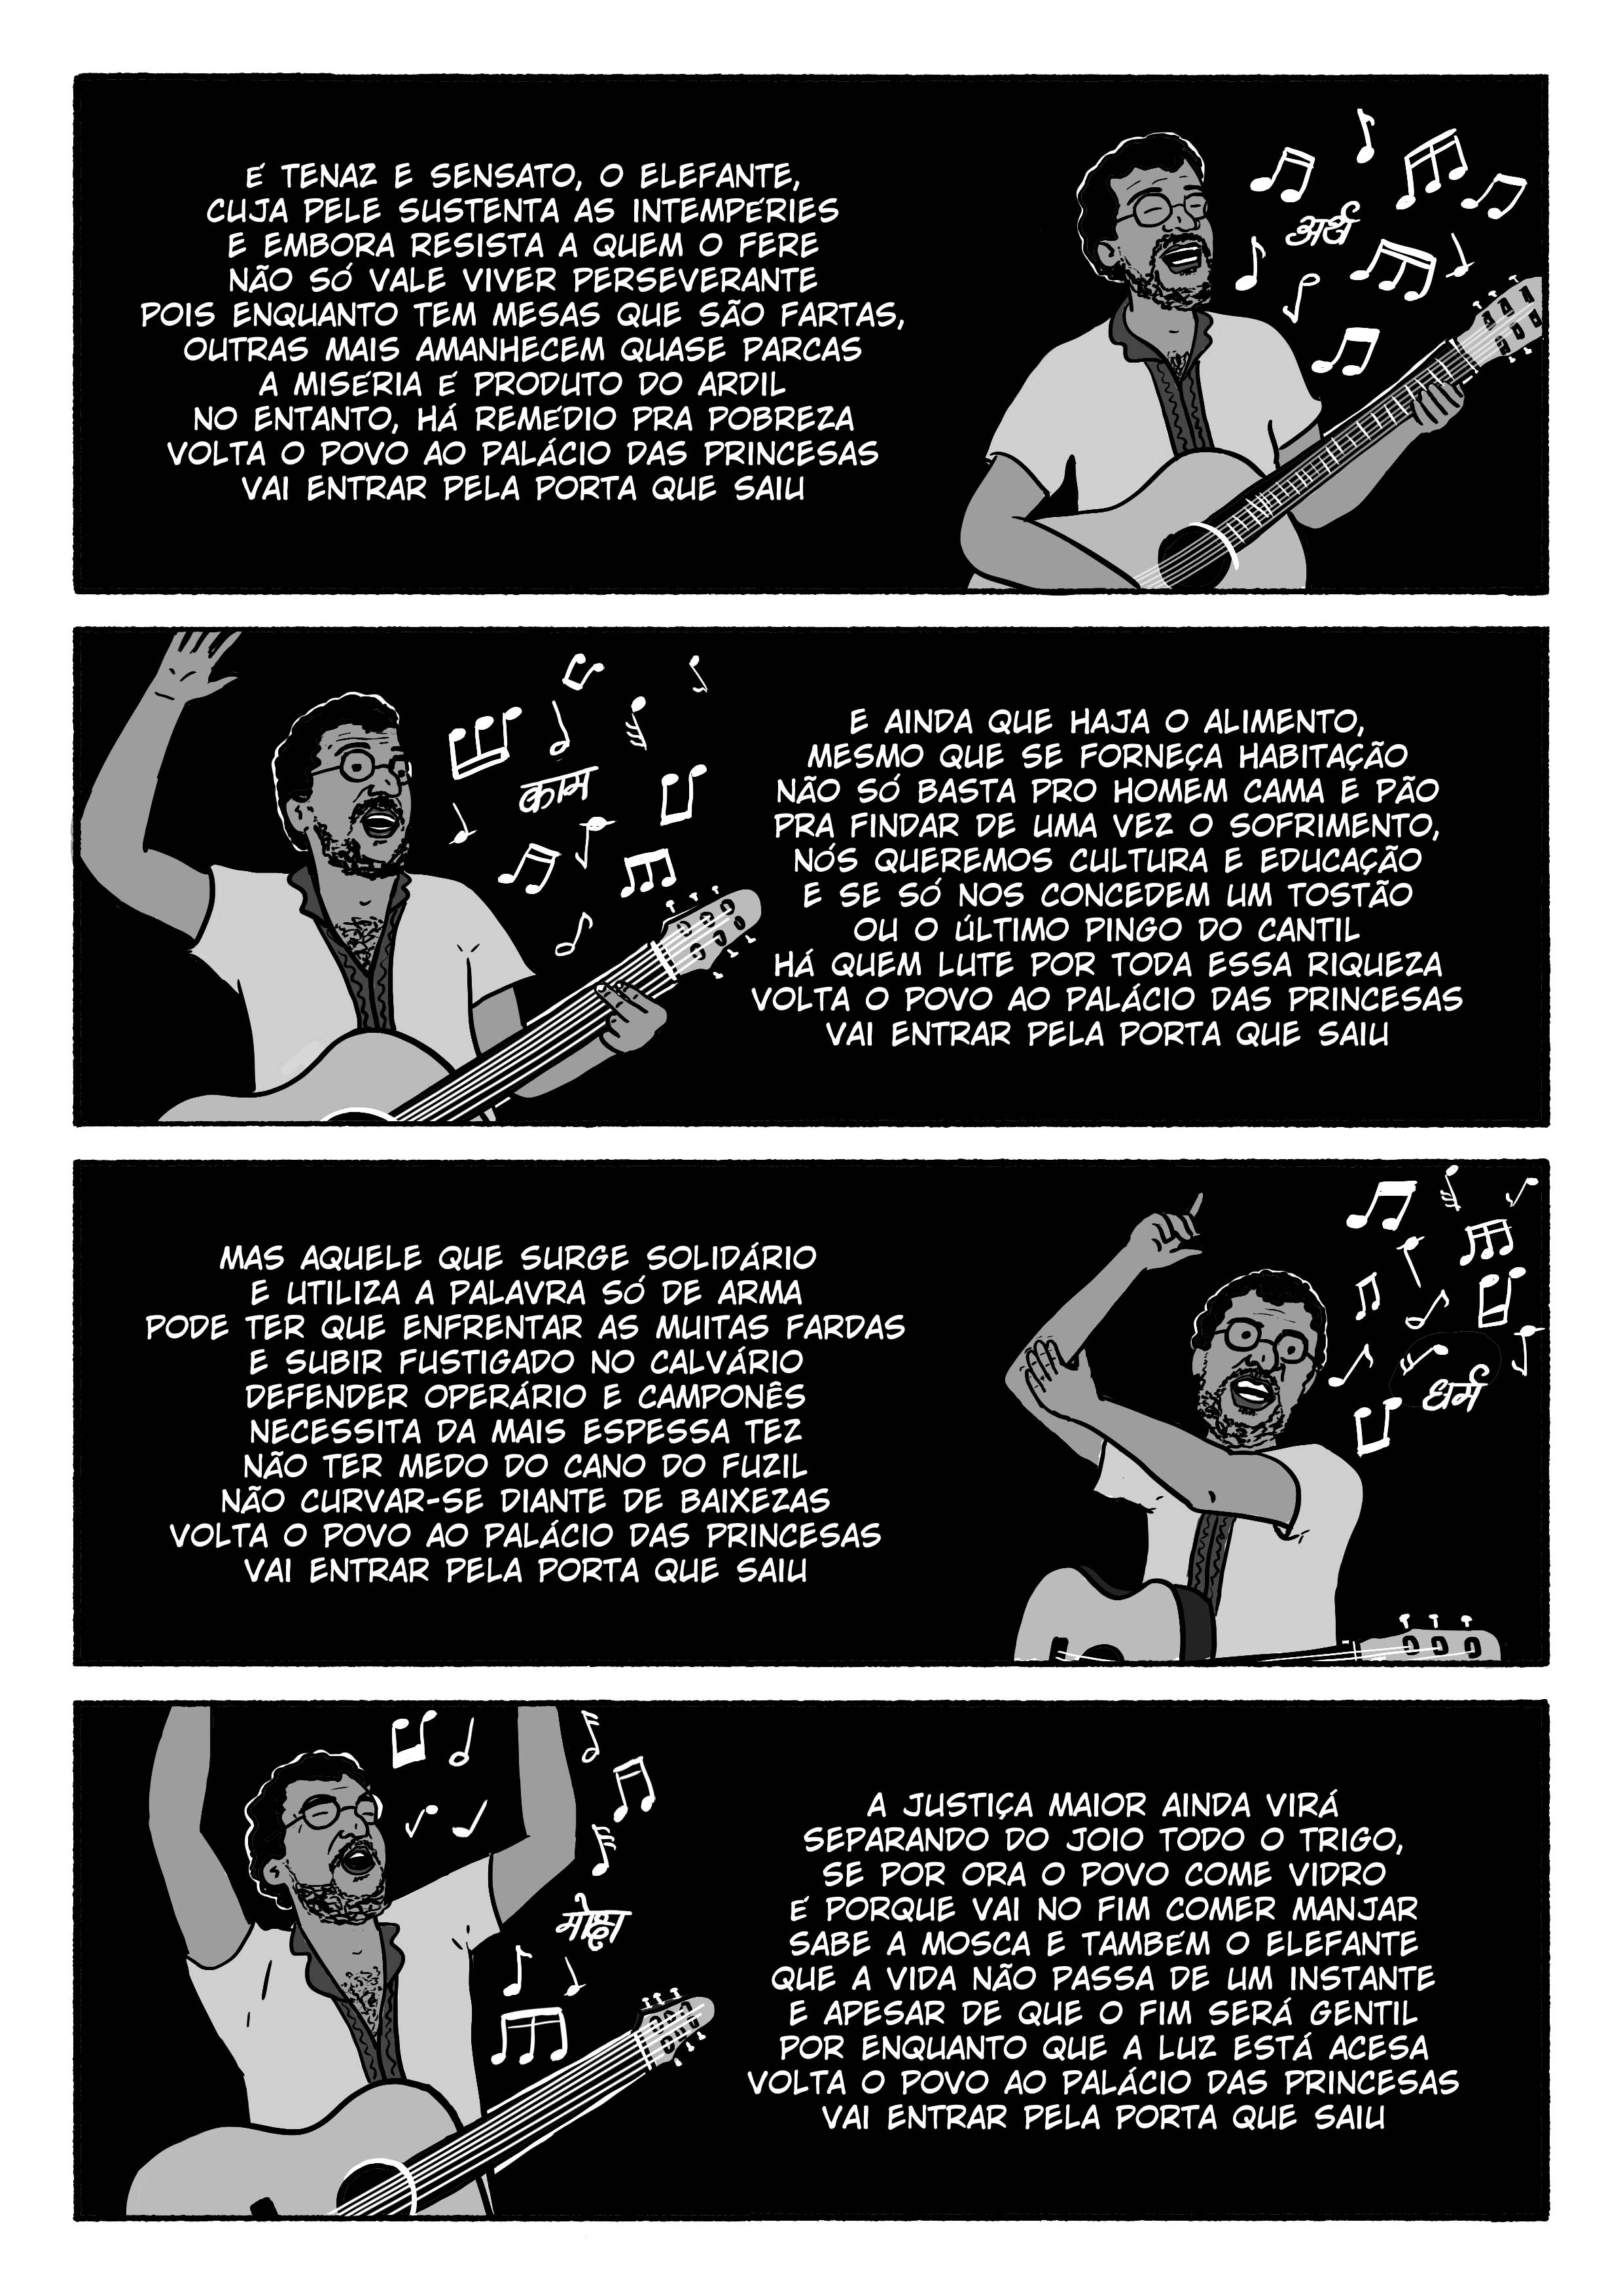 É TENAZ E SENSATO, O ELEFANTE,
CUJA PELE SUSTENTA AS INTEMPÉRIES
E EMBORA RESISTA A QUEM O FERE
NÃO SÓ VALE VIVER PERSEVERANTE
POIS ENQUANTO TEM MESAS QUE SÃO FARTAS,
OUTRAS MAIS AMANHECEM QUASE PARCAS
A MISÉRIA É PRODUTO DO ARDIL
NO ENTANTO, HÁ REMÉDIO PRA POBREZA
VOLTA O POVO AO PALÁCIO DAS PRINCESAS
VAI ENTRAR PELA PORTA QUE SAIU
अर्थ
काम
E AINDA QUE HAJA O ALIMENTO,
MESMO QUE SE FORNEÇA HABITAÇÃO
NÃO SÓ BASTA PRO HOMEM CAMA E PÃO
PRA FINDAR DE UMA VEZ O SOFRIMENTO,
NÓS QUEREMOS CULTURA E EDUCAÇÃO
E SE SÓ NOS CONCEDEM UM TOSTÃO
OU O ÚLTIMO PINGO DO CANTIL
HÁ QUEM LUTE POR TODA ESSA RIQUEZA
VOLTA O POVO AO PALÁCIO DAS PRINCESAS
VAI ENTRAR PELA PORTA QUE SAIU
MAS AQUELE QUE SURGE SOLIDÁRIO
E UTILIZA A PALAVRA SÓ DE ARMA
PODE TER QUE ENFRENTAR AS MUITAS FARDAS
E SUBIR FUSTIGADO NO CALVÁRIO
DEFENDER OPERÁRIO E CAMPONÊS
NECESSITA DA MAIS ESPESSA TEZ
NÃO TER MEDO DO CANO DO FUZIL
NÃO CURVAR-SE DIANTE DE BAIXEZAS
VOLTA O POVO AO PALÁCIO DAS PRINCESAS
VAI ENTRAR PELA PORTA QUE SAIU
धर्म
मोक्ष
A JUSTIÇA MAIOR AINDA VIRÁ
SEPARANDO DO JOIO TODO O TRIGO,
SE POR ORA O POVO COME VIDRO
É PORQUE VAI NO FIM COMER MANJAR
SABE A MOSCA E TAMBÉM O ELEFANTE
QUE A VIDA NÃO PASSA DE UM INSTANTE
E APESAR DE QUE O FIM SERÁ GENTIL
POR ENQUANTO QUE A LUZ ESTÁ ACESA
VOLTA O POVO AO PALÁCIO DAS PRINCESAS
VAI ENTRAR PELA PORTA QUE SAIU